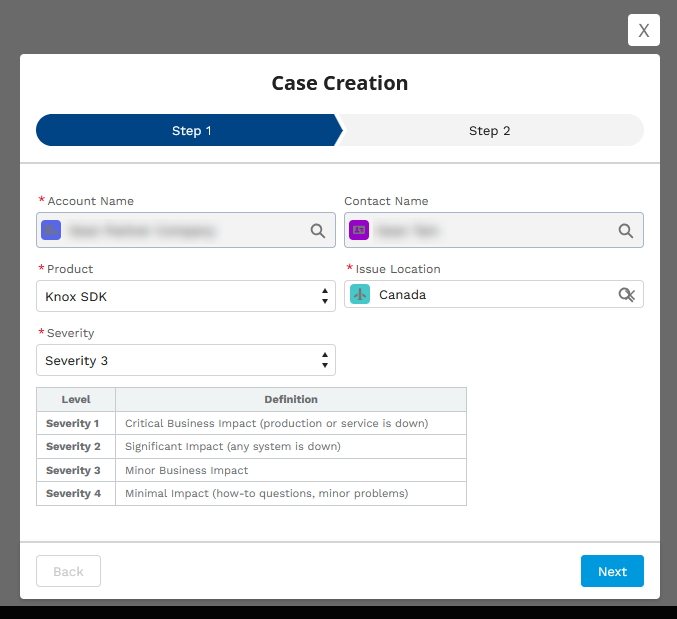 X
Case Creation
Step 1 Step 2
* Account Name Contact Name
* Product * Issue Location
Knox SDK Canada
* Severity
Severity 3
Level Definition
Severity 1 Critical Business Impact (production or service is down)
Severity 2 Significant Impact (any system is down)
Severity 3 Minor Business Impact
Severity 4 Minimal Impact (how-to questions, minor problems)
Back Next